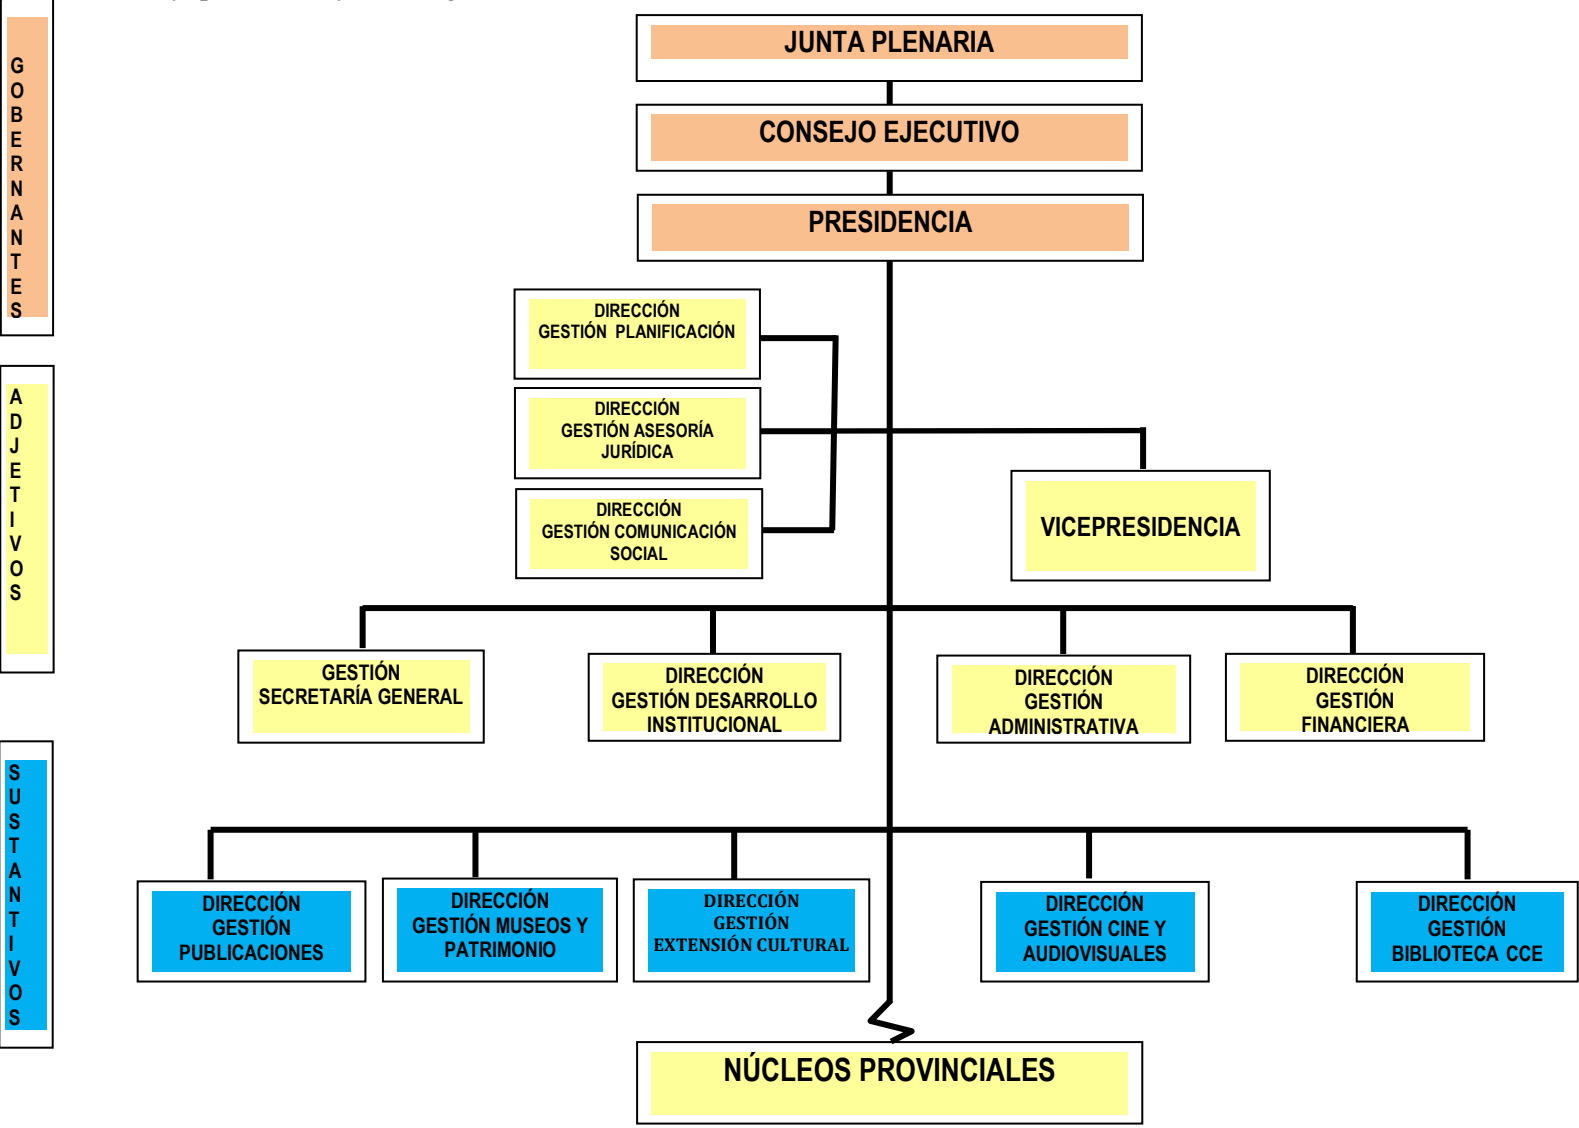 GOBERNANTES
JUNTA PLENARIA
CONSEJO EJECUTIVO
PRESIDENCIA
DIRECCIÓN
GESTIÓN PLANIFICACIÓN
ADJETIVOS
DIRECCIÓN
GESTIÓN ASESORÍA
JURÍDICA
DIRECCIÓN
GESTIÓN COMUNICACIÓN
SOCIAL
VICEPRESIDENCIA
GESTIÓN
SECRETARÍA GENERAL
DIRECCIÓN
GESTIÓN DESARROLLO
INSTITUCIONAL
DIRECCIÓN
GESTIÓN
ADMINISTRATIVA
DIRECCIÓN
GESTIÓN
FINANCIERA
SUSTANTIVOS
DIRECCIÓN
GESTIÓN
PUBLICACIONES
DIRECCIÓN
GESTIÓN MUSEOS Y
PATRIMONIO
DIRECCIÓN
GESTIÓN
EXTENSIÓN CULTURAL
DIRECCIÓN
GESTIÓN CINE Y
AUDIOVISUALES
DIRECCIÓN
GESTIÓN
BIBLIOTECA CCE
NÚCLEOS PROVINCIALES